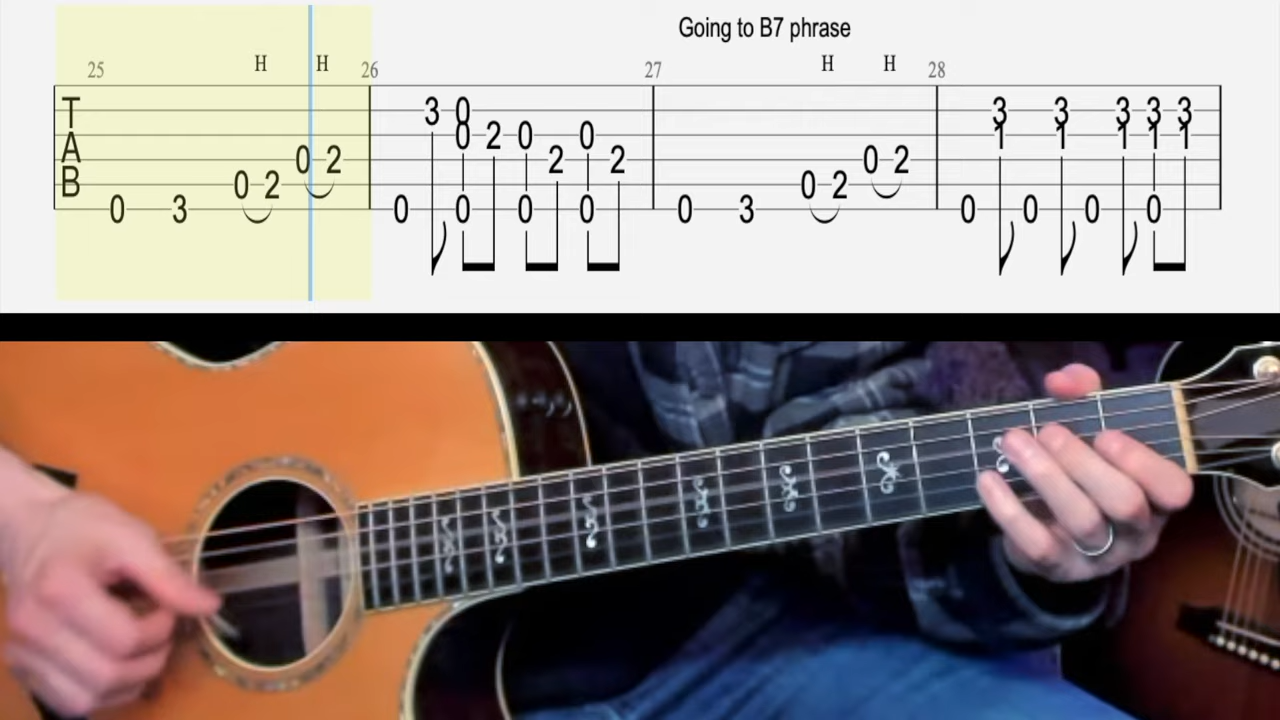 Going to B7 phrase
H H H H
25 26 27 28
T 3 0 3 3 3 3 3
A 0 2 0 0 1 1 1 1 1
0 2 2 2 0 2
B 0 2 0 2
0 3 0 0 0 0 0 3 0 0 0 0